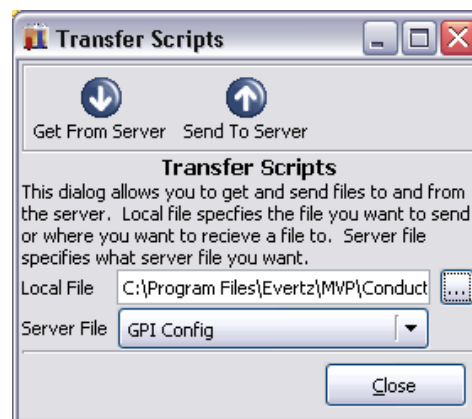 Transfer Scripts
Get From Server Send To Server
Transfer Scripts
This dialog allows you to get and send files to and from
the server. Local file specfies the file you want to send
or where you want to recieve a file to. Server file
specifies what server file you want.
Local File C:\Program Files\Evertz\MVP\Conduct ...
Server File GPI Config
Close